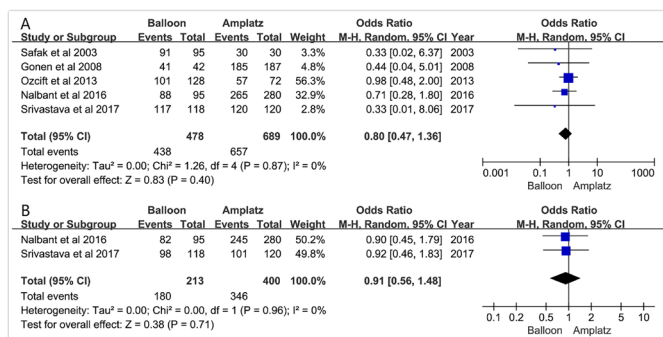 A
Balloon Amplatz Odds Ratio Odds Ratio
Study or Subgroup Events Total Events Total Weight M-H, Random, 95% CI Year M-H, Random, 95% CI
Safak et al 2003 91 95 30 30 3.3% 0.33 [0.02, 6.37] 2003
Gonen et al 2008 41 42 185 187 4.8% 0.44 [0.04, 5.01] 2008
Ozcift et al 2013 101 128 57 72 56.3% 0.98 [0.48, 2.00] 2013
Nalbant et al 2016 88 95 265 280 32.9% 0.71 [0.28, 1.80] 2016
Srivastava et al 2017 117 118 120 120 2.8% 0.33 [0.01, 8.06] 2017
Total (95% CI) 478 689 100.0% 0.80 [0.47, 1.36]
Total events 438 657
Heterogeneity: Tau² = 0.00; Chi² = 1.26, df = 4 (P = 0.87); I² = 0%
Test for overall effect: Z = 0.83 (P = 0.40)
0.001 0.1 1 10 1000
Balloon Amplatz
B
Balloon Amplatz Odds Ratio Odds Ratio
Study or Subgroup Events Total Events Total Weight M-H, Random, 95% CI Year M-H, Random, 95% CI
Nalbant et al 2016 82 95 245 280 50.2% 0.90 [0.45, 1.79] 2016
Srivastava et al 2017 98 118 101 120 49.8% 0.92 [0.46, 1.83] 2017
Total (95% CI) 213 400 100.0% 0.91 [0.56, 1.48]
Total events 180 346
Heterogeneity: Tau² = 0.00; Chi² = 0.00, df = 1 (P = 0.96); I² = 0%
Test for overall effect: Z = 0.38 (P = 0.71)
0.1 0.2 0.5 1 2 5 10
Balloon Amplatz